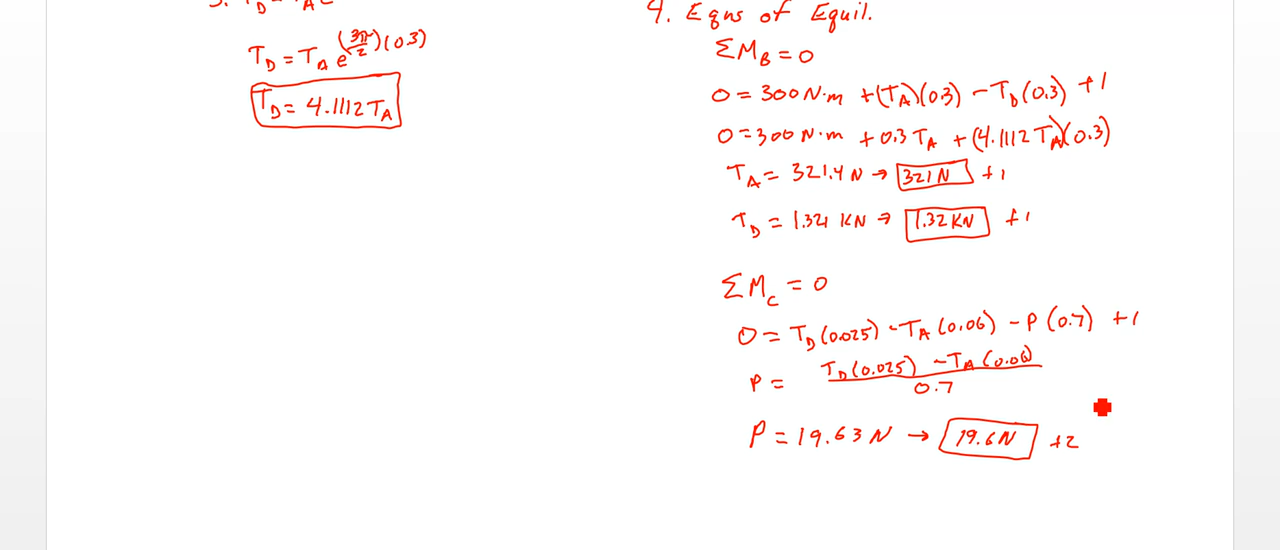 T_D = T_A e^(3π/2)(0.3)
T_D = 4.1112 T_A
4. Eqns of Equil.
ΣM_B = 0
0 = 300 N·m + (T_A)(0.3) - T_D(0.3) +1
0 = 300 N·m + 0.3 T_A + (4.1112 T_A)(0.3)
T_A = 321.4 N → 321 N +1
T_D = 1.321 KN → 1.32 KN +1
ΣM_C = 0
0 = T_D(0.025) - T_A(0.06) - P(0.7) +1
P = T_D(0.025) - T_A(0.06) / 0.7
P = 19.63 N → 19.6 N +2